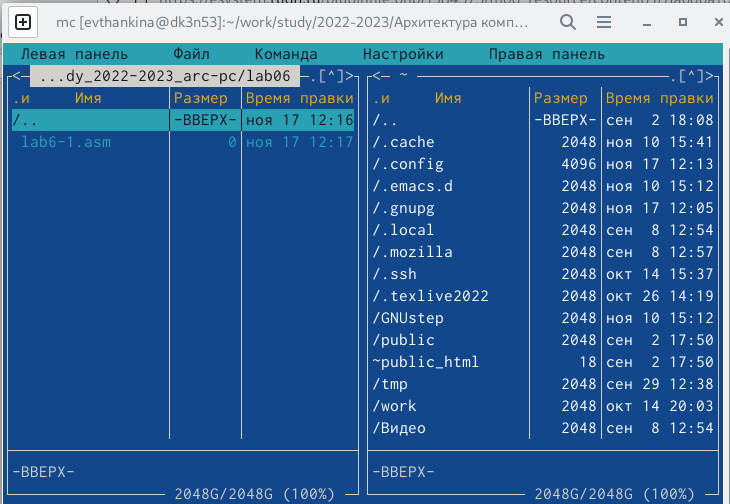 mc [evthankina@dk3n53]:~/work/study/2022-2023/Архитектура комп…
Левая панель Файл Команда Настройки Правая панель
<— ...dy_2022-2023_arc-pc/lab06 —.[^]>
.и Имя Размер Время правки
/.. -ВВЕРХ- ноя 17 12:16
lab6-1.asm 0 ноя 17 12:17
-ВВЕРХ-
2048G/2048G (100%)
<— ~ —.[^]>
.и Имя Размер Время правки
/.. -ВВЕРХ- сен 2 18:08
/.cache 2048 ноя 10 15:41
/.config 4096 ноя 17 12:13
/.emacs.d 2048 ноя 10 15:12
/.gnupg 2048 ноя 17 12:05
/.local 2048 сен 8 12:54
/.mozilla 2048 сен 8 12:57
/.ssh 2048 окт 14 15:37
/.texlive2022 2048 окт 26 14:19
/GNUstep 2048 ноя 10 15:12
/public 2048 сен 2 17:50
~public_html 18 сен 2 17:50
/tmp 2048 сен 29 12:38
/work 2048 окт 14 20:03
/Видео 2048 сен 8 12:54
-ВВЕРХ-
2048G/2048G (100%)